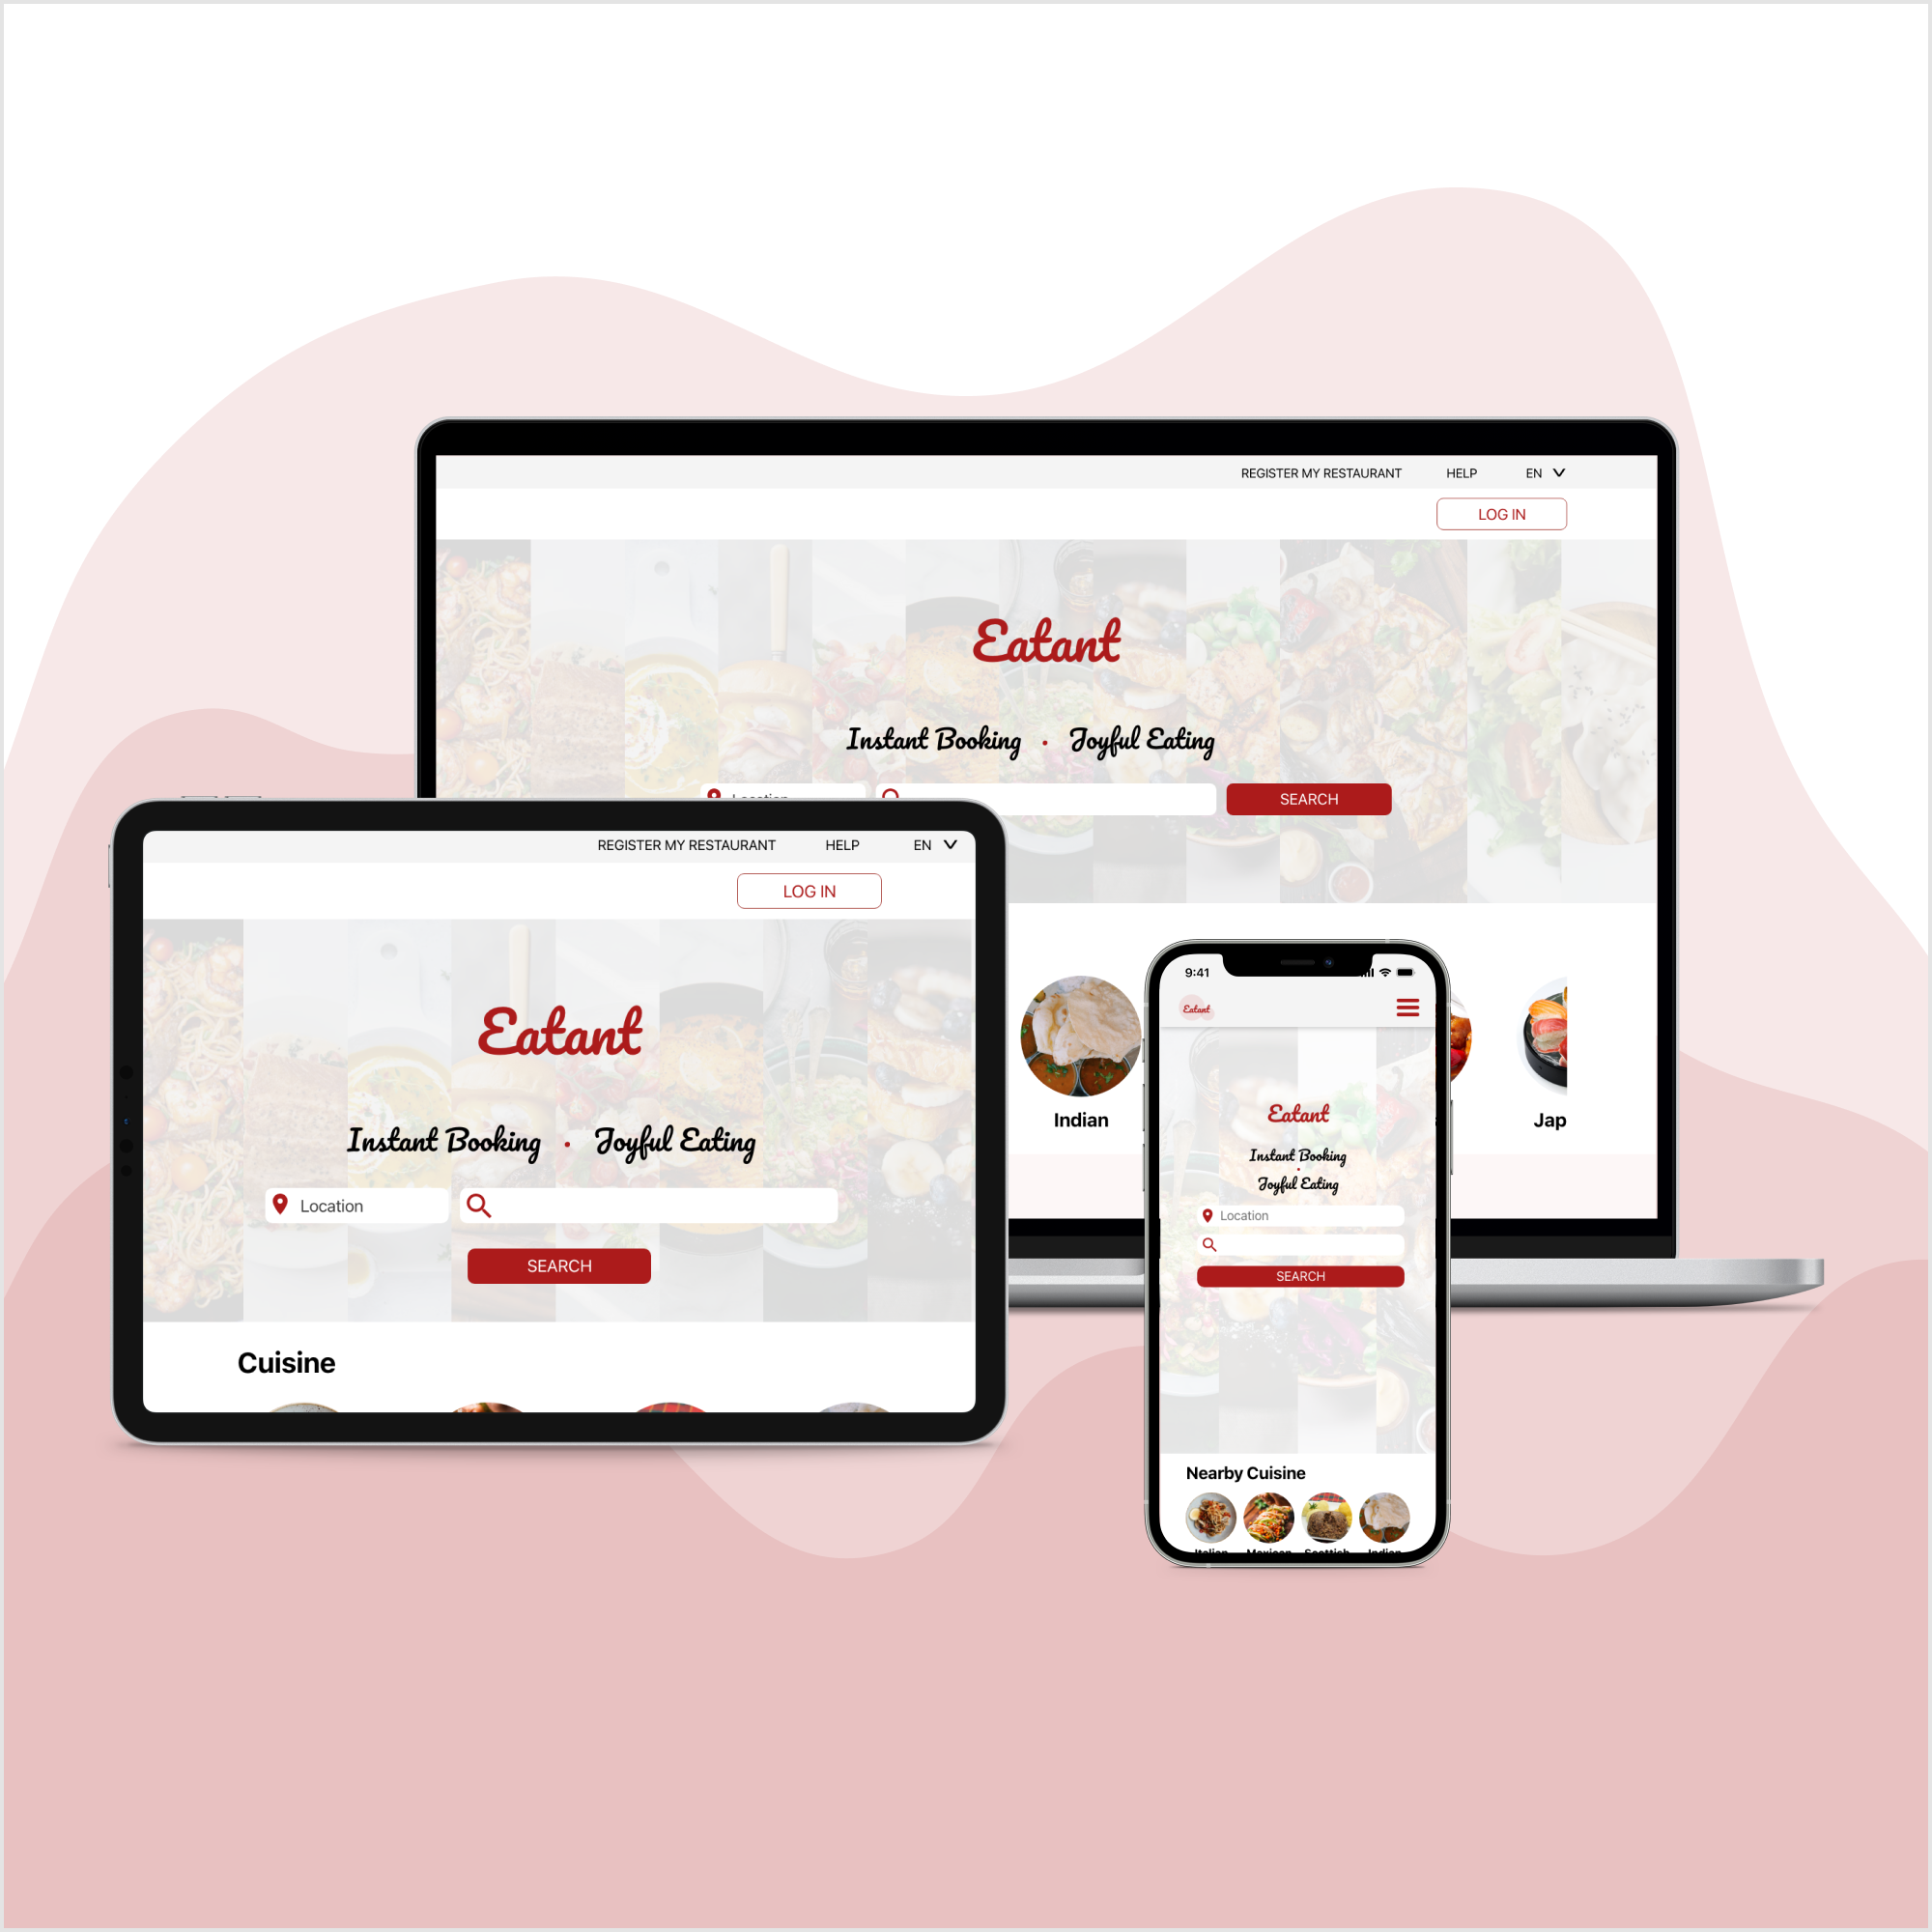 REGISTER MY RESTAURANT HELP EN
LOG IN
Eatant
Instant Booking • Joyful Eating
Location SEARCH
Indian Jap
REGISTER MY RESTAURANT HELP EN
LOG IN
Eatant
Instant Booking • Joyful Eating
Location
SEARCH
Cuisine
9:41
Eatant
Eatant
Instant Booking
•
Joyful Eating
Location
SEARCH
Nearby Cuisine
Italian Mexican Scottish Indian